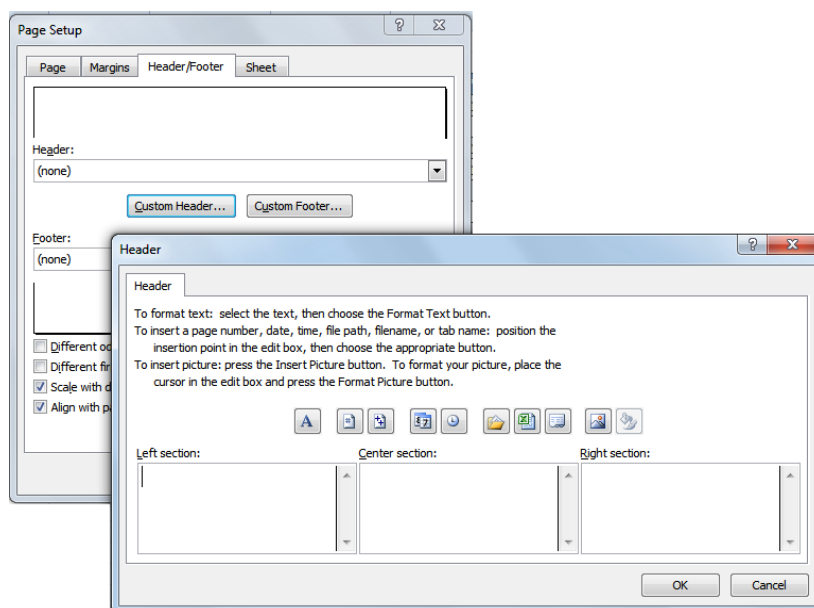 Page Setup
Page Margins Header/Footer Sheet
Header:
(none)
Custom Header... Custom Footer...
Footer:
(none)
Different
Different
Scale with
Align with
Header
Header
To format text: select the text, then choose the Format Text button.
To insert a page number, date, time, file path, filename, or tab name: position the
insertion point in the edit box, then choose the appropriate button.
To insert picture: press the Insert Picture button. To format your picture, place the
cursor in the edit box and press the Format Picture button.
A
Left section: Center section: Right section:
OK Cancel